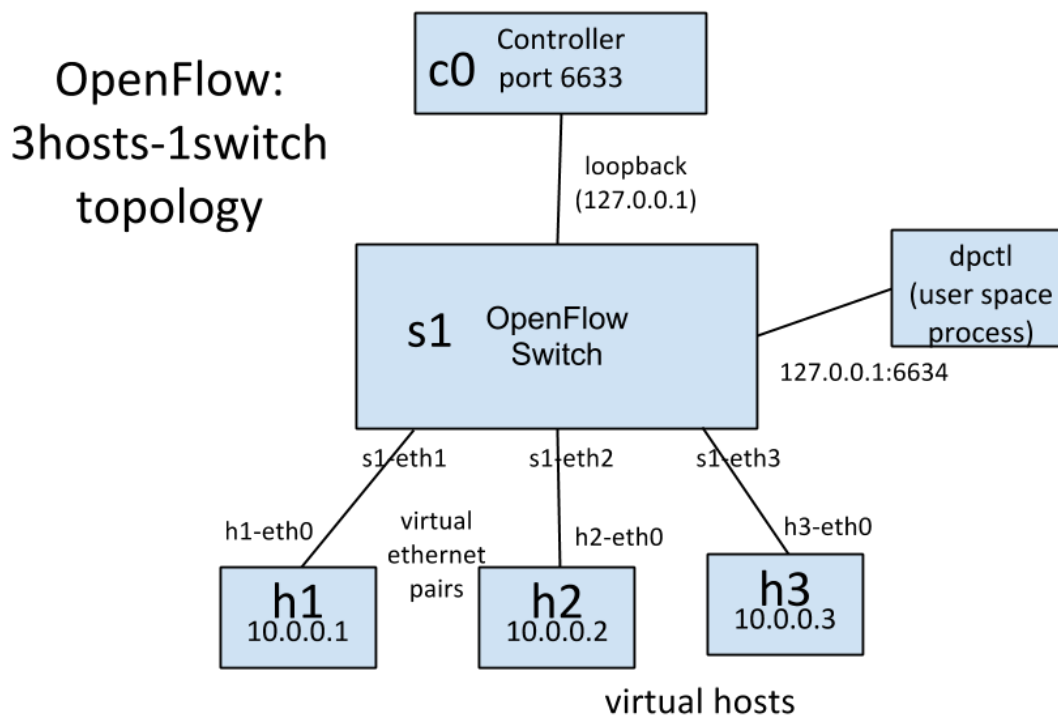 OpenFlow:
3hosts-1switch
topology
c0
Controller
port 6633
loopback
(127.0.0.1)
s1
OpenFlow
Switch
dpctl
(user space
process)
127.0.0.1:6634
s1-eth1
s1-eth2
s1-eth3
h1-eth0
virtual
ethernet
pairs
h2-eth0
h3-eth0
h1
10.0.0.1
h2
10.0.0.2
h3
10.0.0.3
virtual hosts